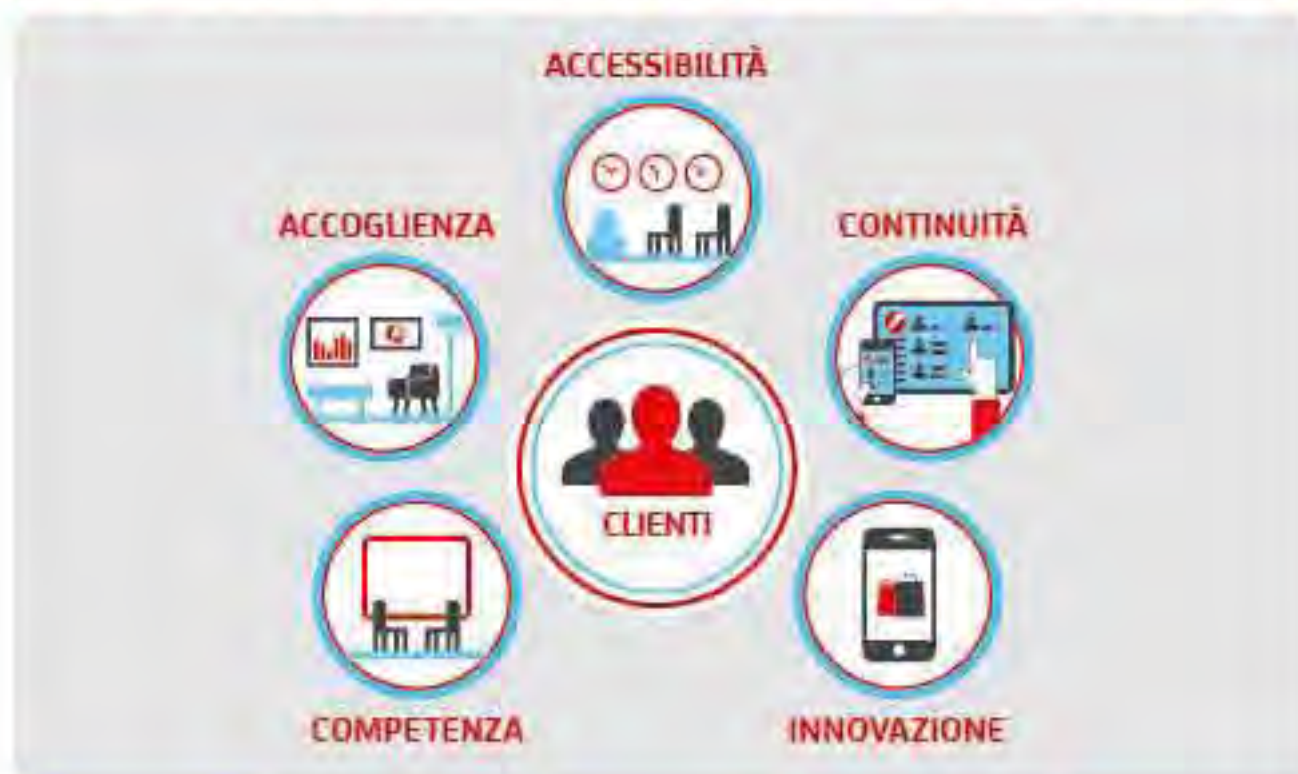 ACCESSIBILITÀ
ACCOGLIENZA
CONTINUITÀ
CLIENTI
COMPETENZA
INNOVAZIONE